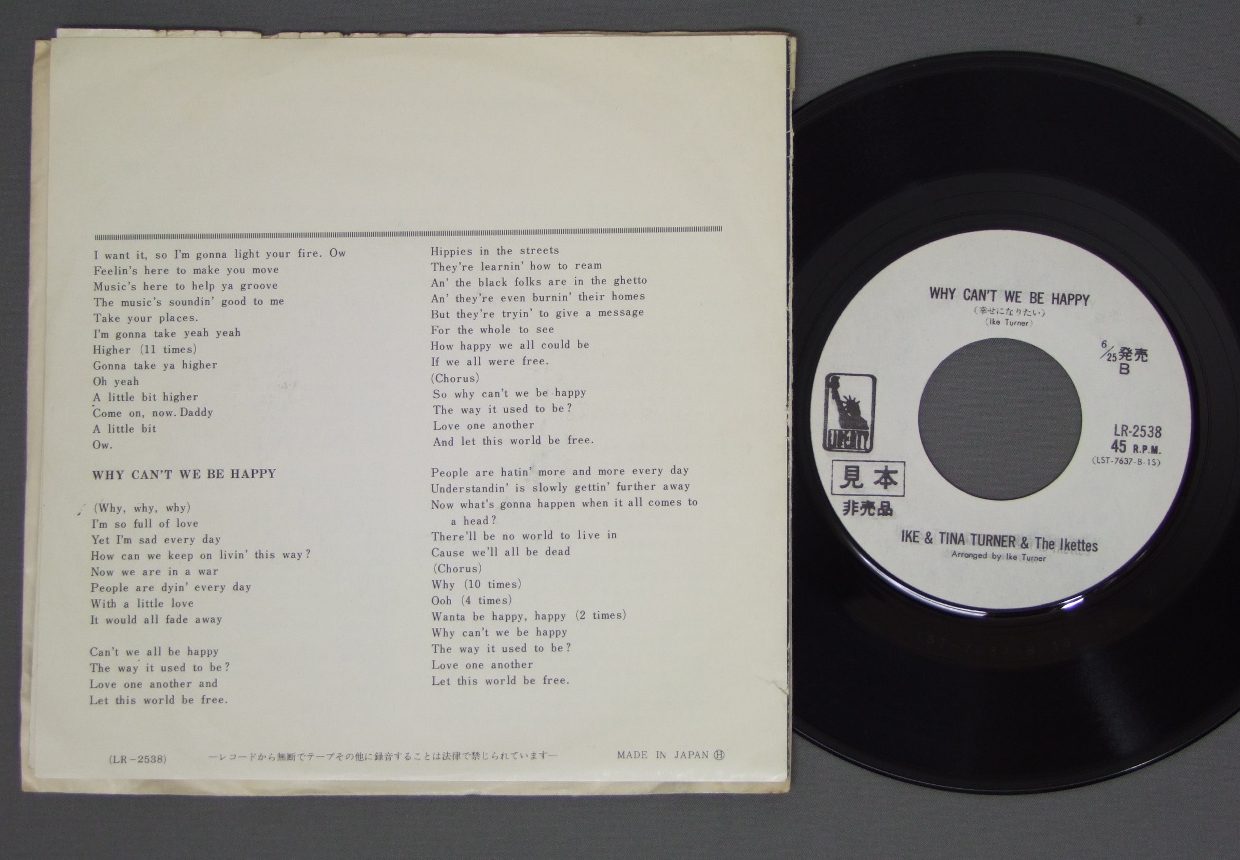 I want it, so I'm gonna light your fire. Ow
Feelin's here to make you move
Music's here to help ya groove
The music's soundin' good to me
Take your places.
I'm gonna take yeah yeah
Higher (11 times)
Gonna take ya higher
Oh yeah
A little bit higher
Come on, now. Daddy
A little bit
Ow.
WHY CAN'T WE BE HAPPY
(Why, why, why)
I'm so full of love
Yet I'm sad every day
How can we keep on livin' this way?
Now we are in a war
People are dyin' every day
With a little love
It would all fade away
Can't we all be happy
The way it used to be?
Love one another and
Let this world be free.
Hippies in the streets
They're learnin' how to ream
An' the black folks are in the ghetto
An' they're even burnin' their homes
But they're tryin' to give a message
For the whole to see
How happy we all could be
If we all were free.
(Chorus)
So why can't we be happy
The way it used to be?
Love one another
And let this world be free.
People are hatin' more and more every day
Understandin' is slowly gettin' further away
Now what's gonna happen when it all comes to
a head?
There'll be no world to live in
Cause we'll all be dead
(Chorus)
Why (10 times)
Ooh (4 times)
Wanta be happy, happy (2 times)
Why can't we be happy
The way it used to be?
Love one another
Let this world be free.
(LR-2538) —レコードから無断でテープその他に録音することは法律で禁じられています— MADE IN JAPAN Ⓗ
WHY CAN'T WE BE HAPPY
(幸せになりたい)
(Ike Turner)
6/25発売
B
LIBERTY
LR-2538
45 R.P.M.
(LST-7637-B-1S)
見本
非売品
IKE & TINA TURNER & The Ikettes
Arranged by Ike Turner